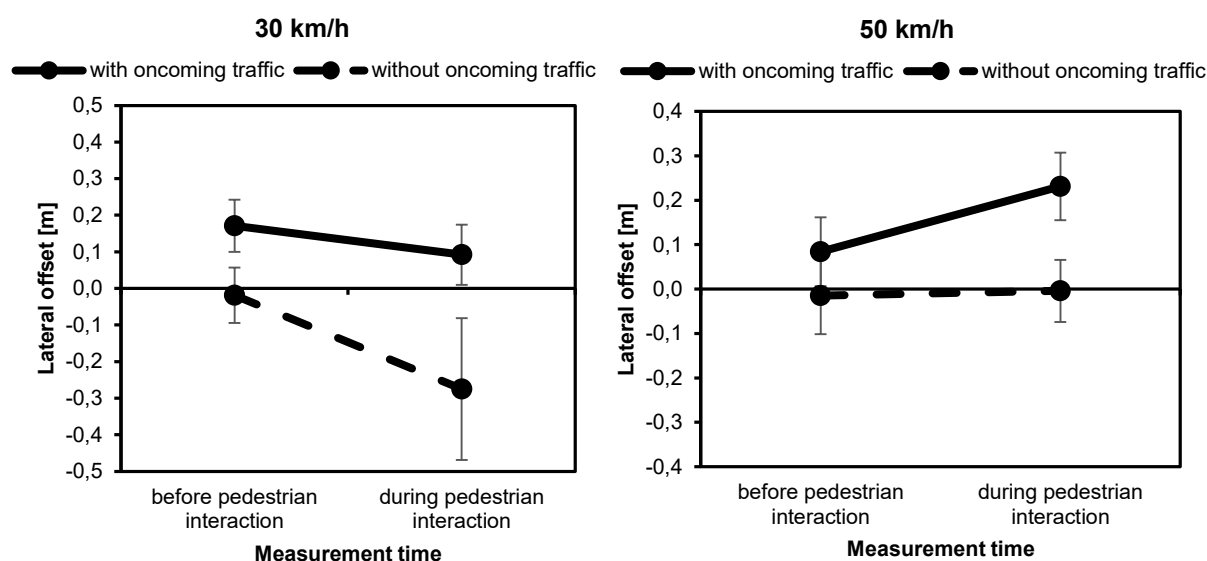 30 km/h
with oncoming traffic
without oncoming traffic
0,5
0,4
0,3
0,2
0,1
0,0
-0,1
-0,2
-0,3
-0,4
-0,5
Lateral offset [m]
before pedestrian
interaction
during pedestrian
interaction
Measurement time
50 km/h
with oncoming traffic
without oncoming traffic
0,4
0,3
0,2
0,1
0,0
-0,1
-0,2
-0,3
-0,4
Lateral offset [m]
before pedestrian
interaction
during pedestrian
interaction
Measurement time